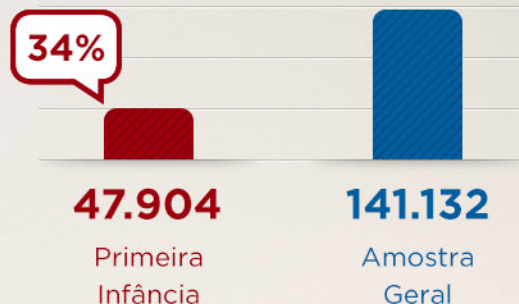 34%
47.904
Primeira
Infância
141.132
Amostra
Geral